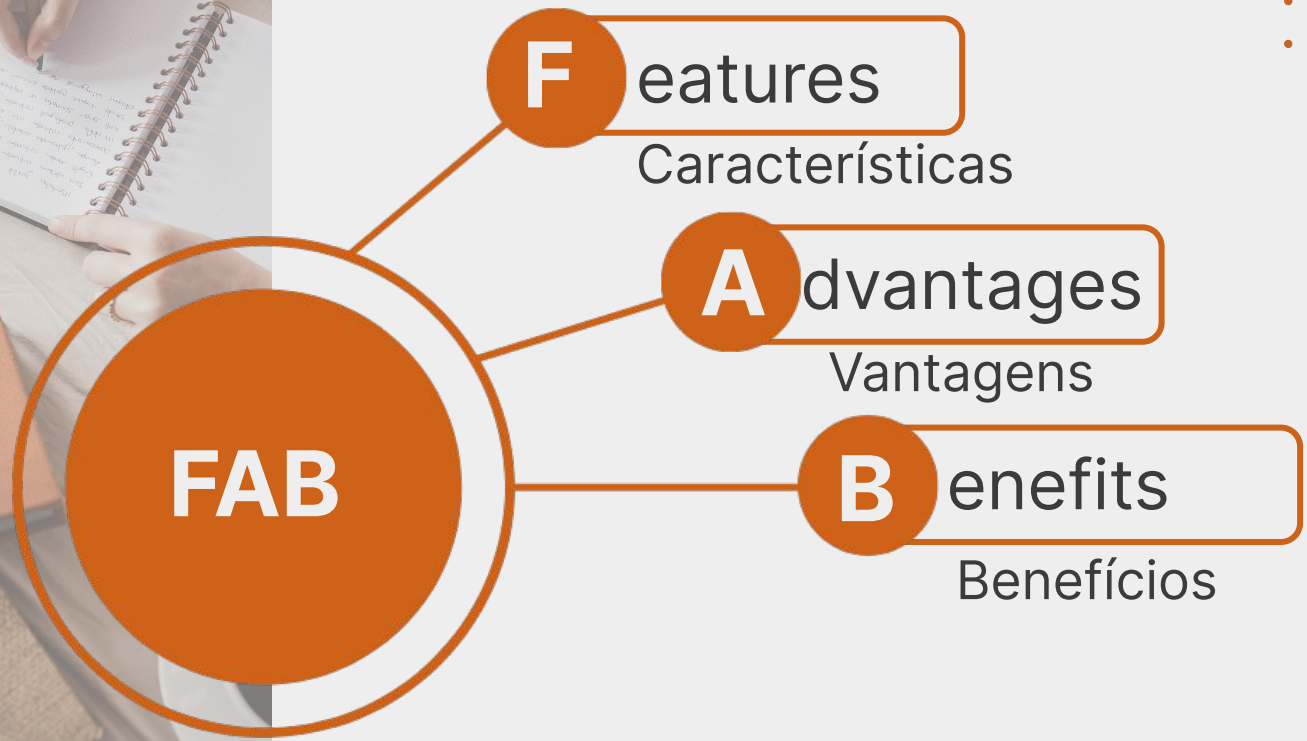 Features
Características
Advantages
Vantagens
FAB
Benefits
Benefícios